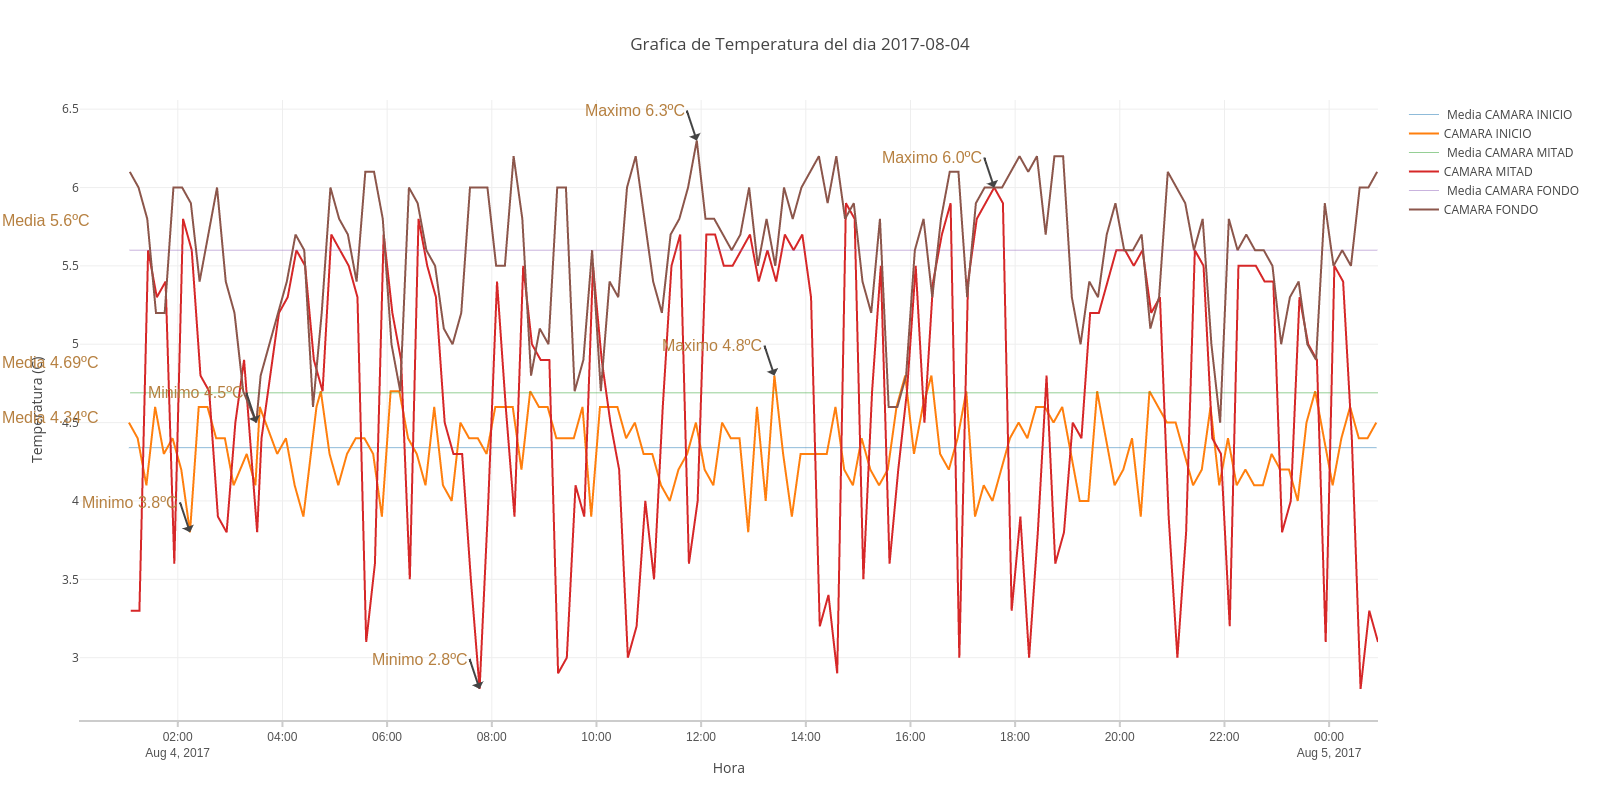 Grafica de Temperatura del dia 2017-08-04
Maximo 6.3ºC
Maximo 6.0ºC
Media 5.6ºC
Maximo 4.8ºC
Media 4.69ºC
Minimo 4.5ºC
Media 4.34ºC
Minimo 3.8ºC
Minimo 2.8ºC
Temperatura (C)
6.5
6
5.5
5
4.5
4
3.5
3
02:00 04:00 06:00 08:00 10:00 12:00 14:00 16:00 18:00 20:00 22:00 00:00
Aug 4, 2017 Aug 5, 2017
Hora
Media CAMARA INICIO
CAMARA INICIO
Media CAMARA MITAD
CAMARA MITAD
Media CAMARA FONDO
CAMARA FONDO